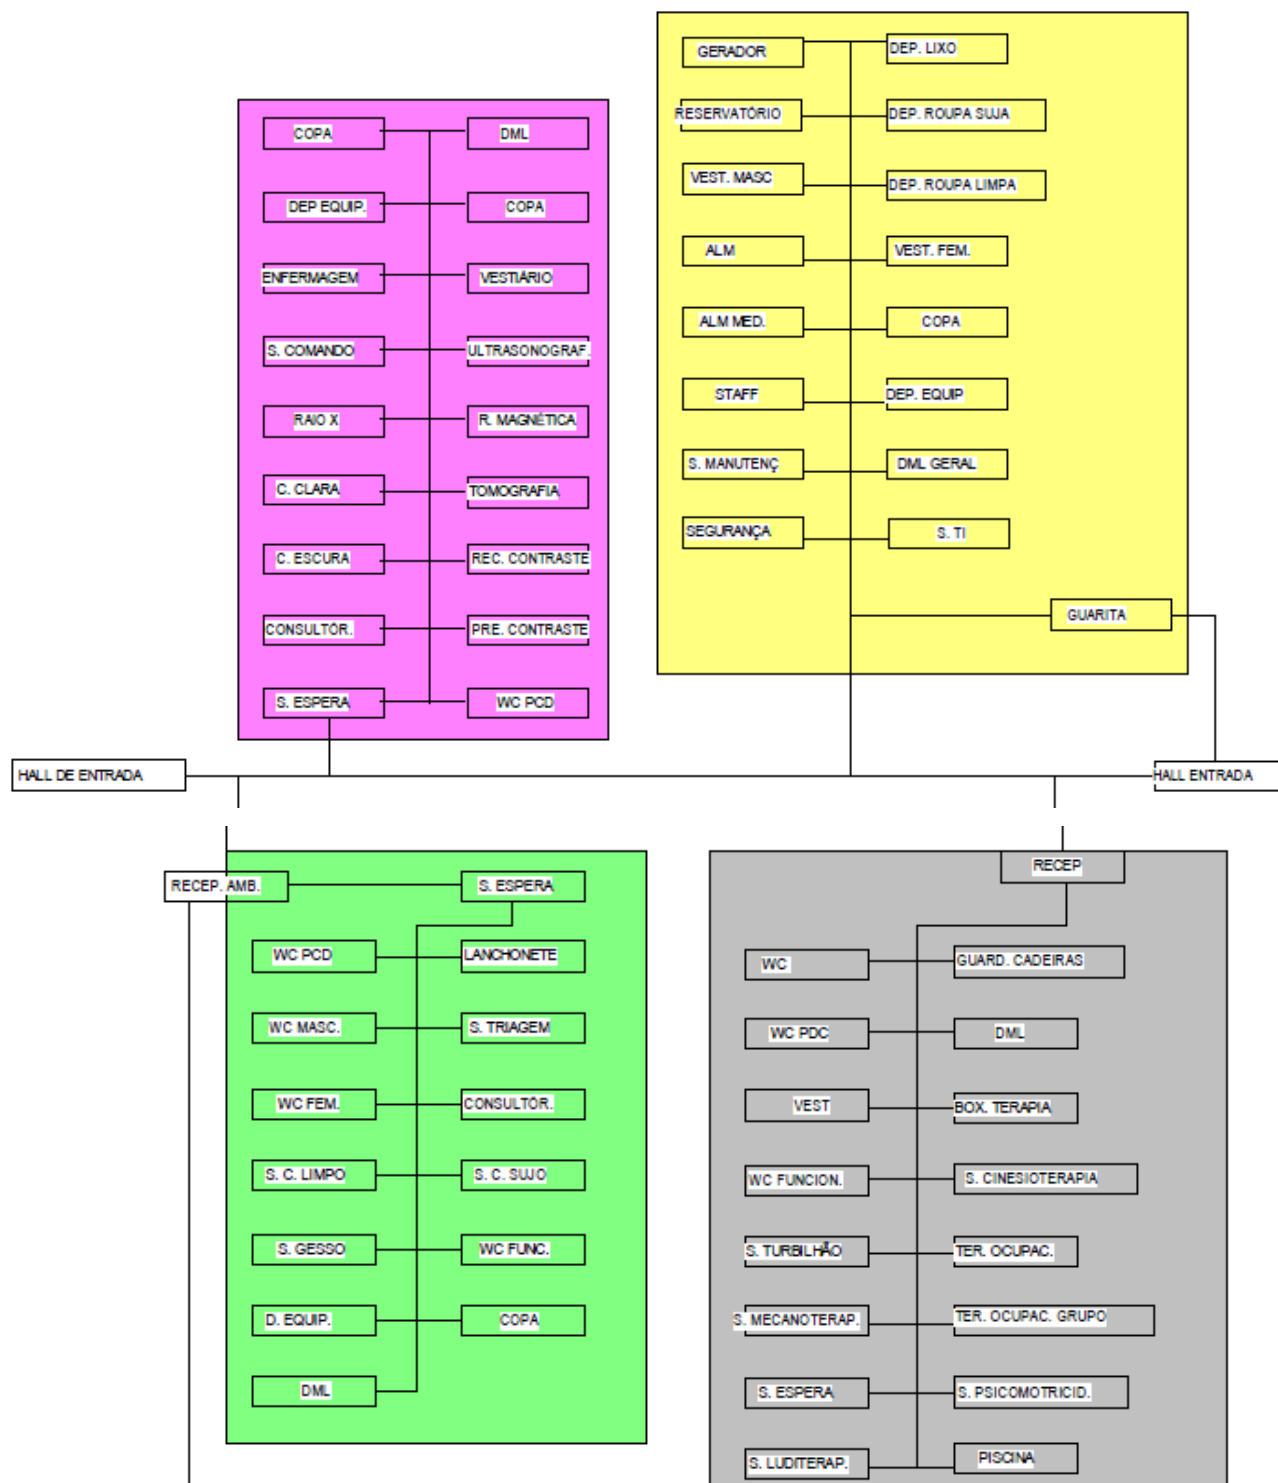 GERADOR
DEP. LIXO
RESERVATÓRIO
DEP. ROUPA SUJA
VEST. MASC
DEP. ROUPA LIMPA
ALM
VEST. FEM.
ALM MED.
COPA
STAFF
DEP. EQUIP
S. MANUTENÇ
DML GERAL
SEGURANÇA
S. TI
GUARITA
COPA
DML
DEP EQUIP.
COPA
ENFERMAGEM
VESTIÁRIO
S. COMANDO
ULTRASONOGRAF.
RAIO X
R. MAGNÉTICA
C. CLARA
TOMOGRAFIA
C. ESCURA
REC. CONTRASTE
CONSULTÓR.
PRE. CONTRASTE
S. ESPERA
WC PCD
HALL DE ENTRADA
HALL ENTRADA
RECEP. AMB.
S. ESPERA
WC PCD
LANCHONETE
WC MASC.
S. TRIAGEM
WC FEM.
CONSULTÓR.
S. C. LIMPO
S. C. SUJO
S. GESSO
WC FUNC.
D. EQUIP.
COPA
DML
RECEP
WC
GUARD. CADEIRAS
WC PDC
DML
VEST
BOX. TERAPIA
WC FUNCION.
S. CINESIOTERAPIA
S. TURBILHÃO
TER. OCUPAC.
S. MECANOTERAP.
TER. OCUPAC. GRUPO
S. ESPERA
S. PSICOMOTRICID.
S. LUDITERAP.
PISCINA